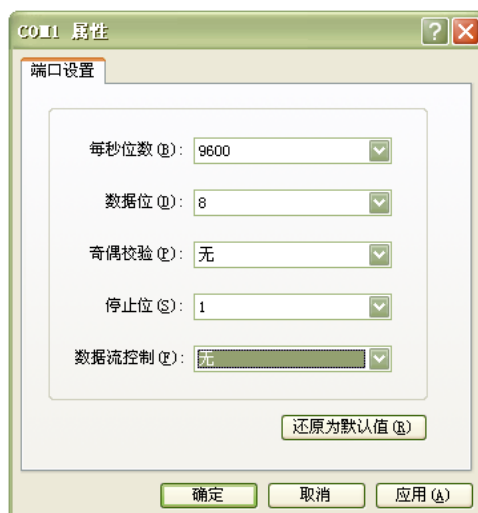 COM1 属性
端口设置
每秒位数(B): 9600
数据位(D): 8
奇偶校验(P): 无
停止位(S): 1
数据流控制(F): 无
还原为默认值(R)
确定 取消 应用(A)